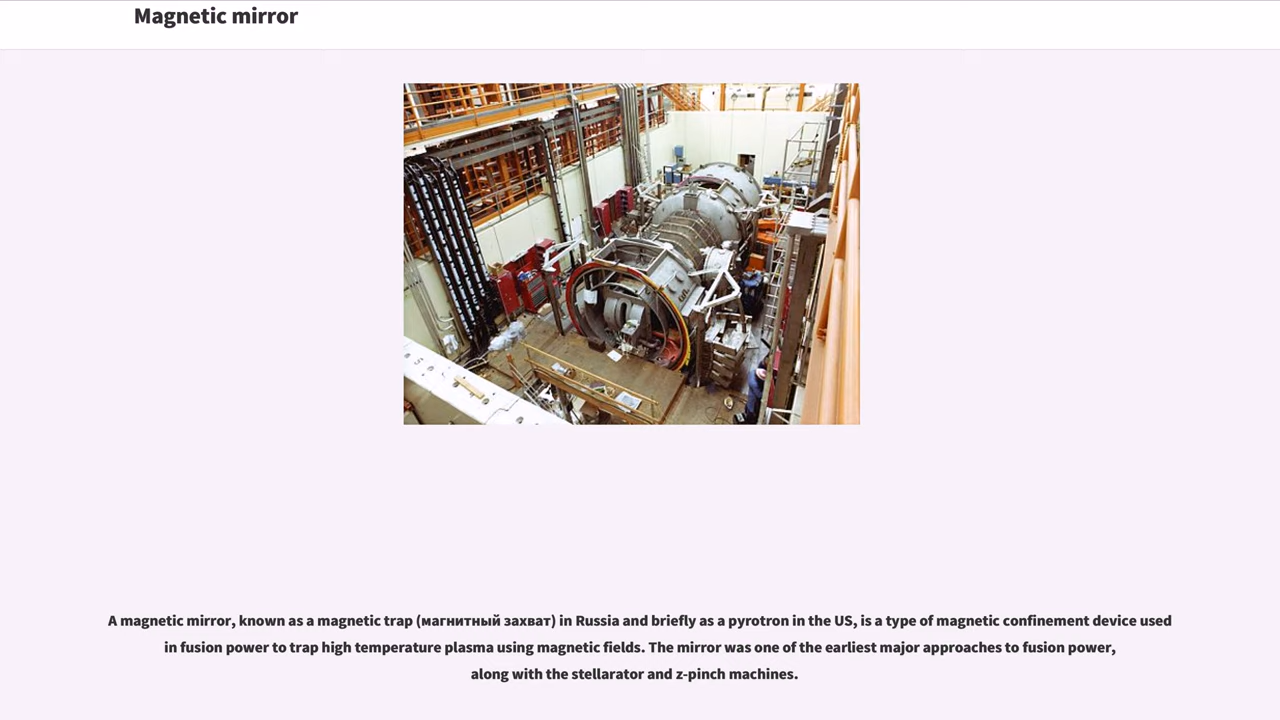 Magnetic mirror
A magnetic mirror, known as a magnetic trap (магнитный захват) in Russia and briefly as a pyrotron in the US, is a type of magnetic confinement device used
in fusion power to trap high temperature plasma using magnetic fields. The mirror was one of the earliest major approaches to fusion power,
along with the stellarator and z-pinch machines.